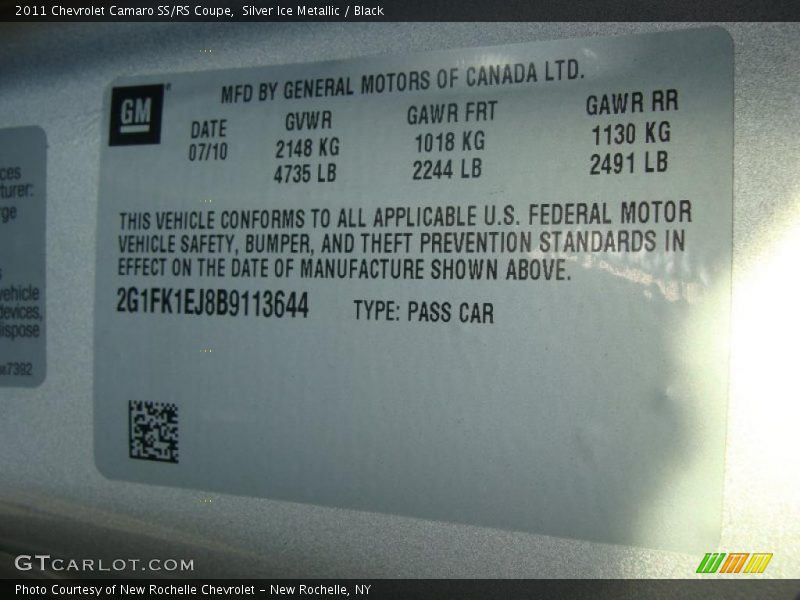 2011 Chevrolet Camaro SS/RS Coupe, Silver Ice Metallic / Black
GM
MFD BY GENERAL MOTORS OF CANADA LTD.
DATE GVWR GAWR FRT GAWR RR
07/10 2148 KG 1018 KG 1130 KG
4735 LB 2244 LB 2491 LB
THIS VEHICLE CONFORMS TO ALL APPLICABLE U.S. FEDERAL MOTOR
VEHICLE SAFETY, BUMPER, AND THEFT PREVENTION STANDARDS IN
EFFECT ON THE DATE OF MANUFACTURE SHOWN ABOVE.
2G1FK1EJ8B9113644 TYPE: PASS CAR
vehicle
devices,
GTCARLOT.COM
Photo Courtesy of New Rochelle Chevrolet - New Rochelle, NY